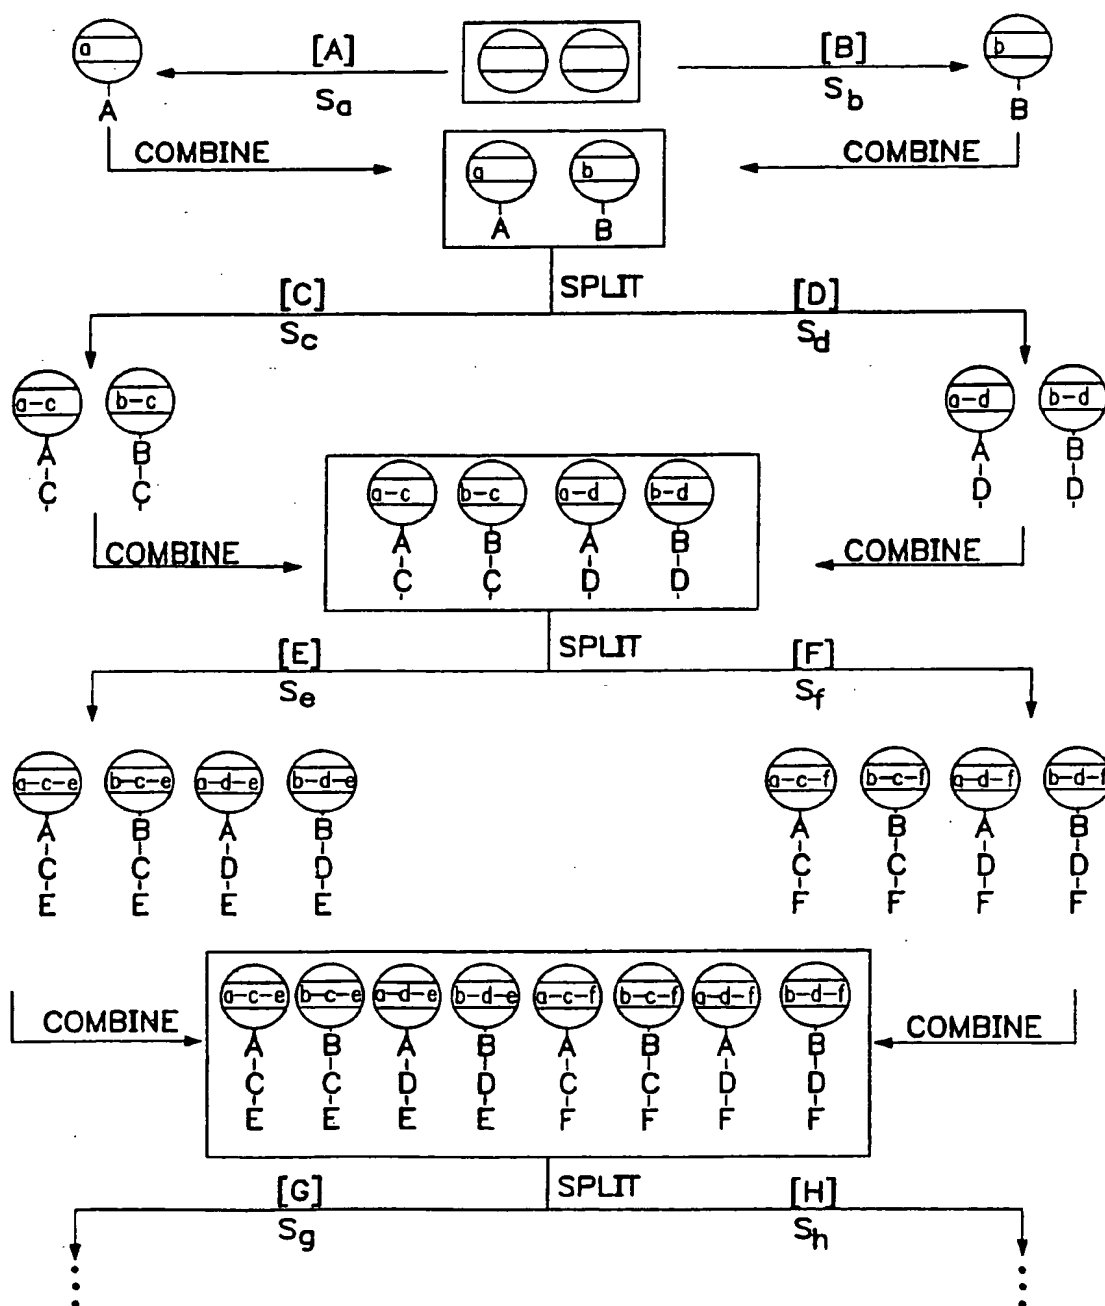 [A] [B]
a b
Sa Sb
A B
COMBINE COMBINE
a b
A B
SPLIT
[C] [D]
Sc Sd
a-c b-c a-d b-d
A B A B
C C D D
a-c b-c a-d b-d
A B A B
C C D D
COMBINE COMBINE
SPLIT
[E] [F]
Se Sf
a-c-e b-c-e a-d-e b-d-e a-c-f b-c-f a-d-f b-d-f
A B A B A B A B
C C D D C C D D
E E E E F F F F
a-c-e b-c-e a-d-e b-d-e a-c-f b-c-f a-d-f b-d-f
COMBINE COMBINE
A B A B A B A B
C C D D C C D D
E E E E F F F F
SPLIT
[G] [H]
Sg Sh